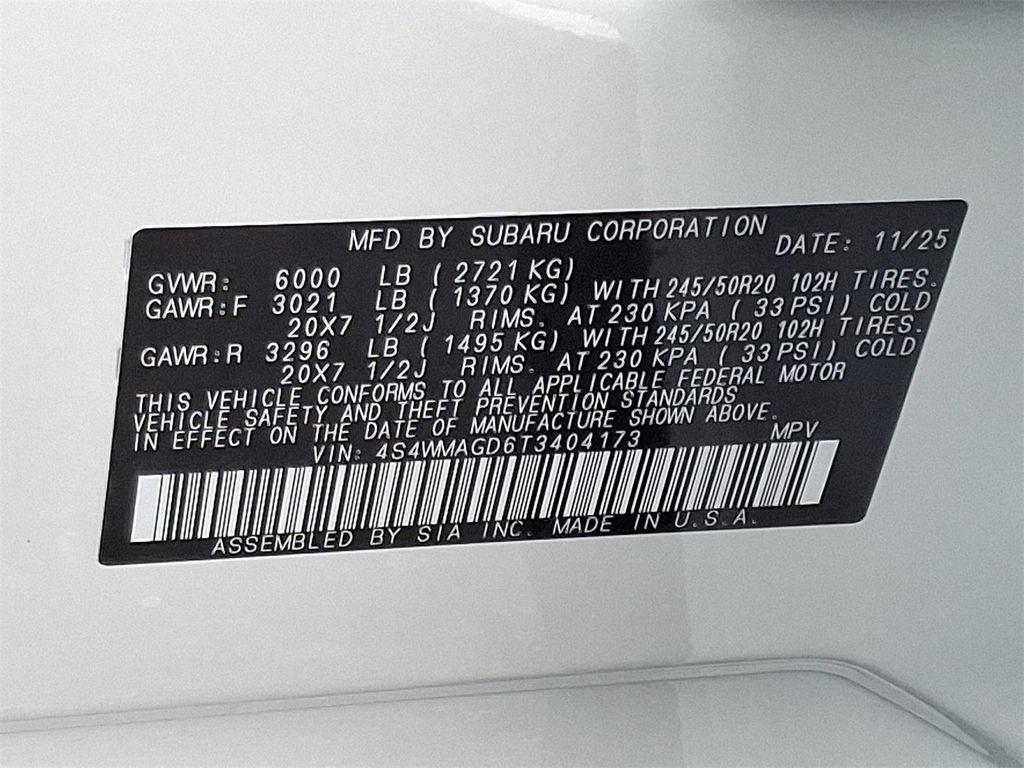 MFD BY SUBARU CORPORATION DATE: 11/25
GVWR: 6000 LB ( 2721 KG)
GAWR:F 3021 LB ( 1370 KG) WITH 245/50R20 102H TIRES.
20X7 1/2J RIMS. AT 230 KPA ( 33 PSI) COLD
GAWR:R 3296 LB ( 1495 KG) WITH 245/50R20 102H TIRES.
20X7 1/2J RIMS. AT 230 KPA ( 33 PSI) COLD
THIS VEHICLE CONFORMS TO ALL APPLICABLE FEDERAL MOTOR
VEHICLE SAFETY AND THEFT PREVENTION STANDARDS
IN EFFECT ON THE DATE OF MANUFACTURE SHOWN ABOVE.
VIN: 4S4WMAGD6T3404173 MPV
ASSEMBLED BY SIA INC. MADE IN U.S.A.